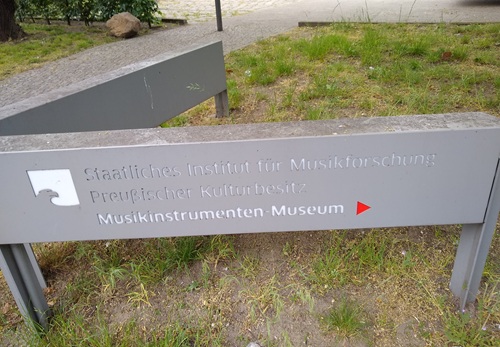 Staatliches Institut für Musikforschung
Preußischer Kulturbesitz
Musikinstrumenten-Museum